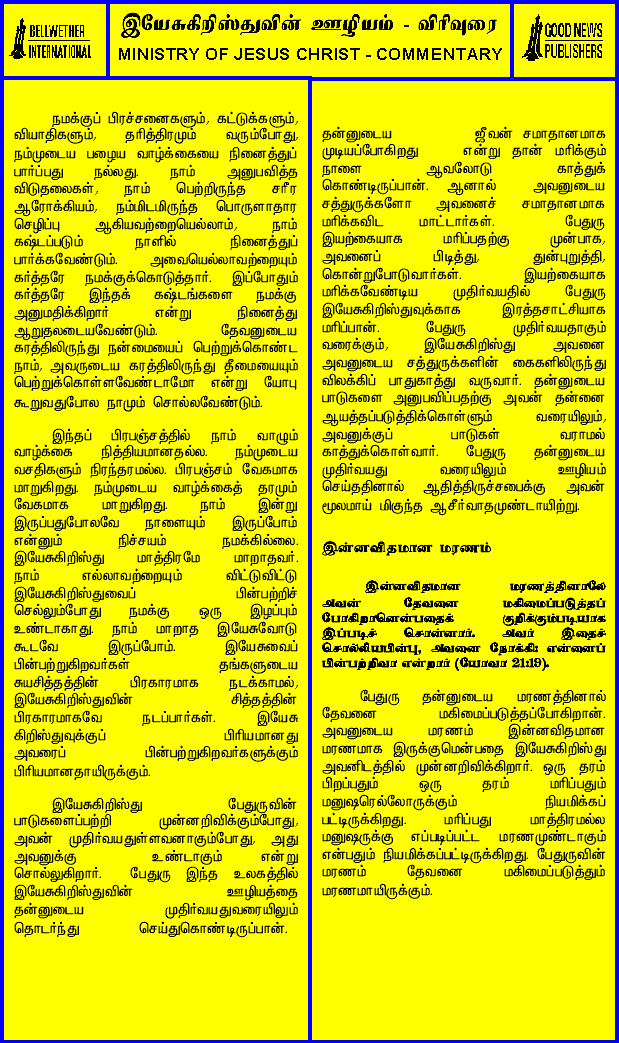 BELLWETHER
INTERNATIONAL
இயேசுகிறிஸ்துவின் ஊழியம் - விரிவுரை
MINISTRY OF JESUS CHRIST - COMMENTARY
GOOD NEWS
PUBLISHERS
நமக்குப் பிரச்சனைகளும், கட்டுக்களும்,
வியாதிகளும், தரித்திரமும் வரும்போது,
நம்முடைய பழைய வாழ்க்கையை நினைத்துப்
பார்ப்பது நல்லது. நாம் அனுபவித்த
விடுதலைகள், நாம் பெற்றிருந்த சரீர
ஆரோக்கியம், நம்மிடமிருந்த பொருளாதார
செழிப்பு ஆகியவற்றையெல்லாம், நாம்
கஷ்டப்படும் நாளில் நினைத்துப்
பார்க்கவேண்டும். அவையெல்லாவற்றையும்
கர்த்தரே நமக்குக்கொடுத்தார். இப்போதும்
கர்த்தரே இந்தக் கஷ்டங்களை நமக்கு
அனுமதிக்கிறார் என்று நினைத்து
ஆறுதலடையவேண்டும். தேவனுடைய
கரத்திலிருந்து நன்மையைப் பெற்றுக்கொண்ட
நாம், அவருடைய கரத்திலிருந்து தீமையையும்
பெற்றுக்கொள்ளவேண்டாமோ என்று யோபு
கூறுவதுபோல நாமும் சொல்லவேண்டும்.
இந்தப் பிரபஞ்சத்தில் நாம் வாழும்
வாழ்க்கை நித்தியமானதல்ல. நம்முடைய
வசதிகளும் நிரந்தரமல்ல. பிரபஞ்சம் வேகமாக
மாறுகிறது. நம்முடைய வாழ்க்கைத் தரமும்
வேகமாக மாறுகிறது. நாம் இன்று
இருப்பதுபோலவே நாளையும் இருப்போம்
என்னும் நிச்சயம் நமக்கில்லை.
இயேசுகிறிஸ்து மாத்திரமே மாறாதவர்.
நாம் எல்லாவற்றையும் விட்டுவிட்டு
இயேசுகிறிஸ்துவைப் பின்பற்றிச்
செல்லும்போது நமக்கு ஒரு இழப்பும்
உண்டாகாது. நாம் மாறாத இயேசுவோடு
கூடவே இருப்போம். இயேசுவைப்
பின்பற்றுகிறவர்கள் தங்களுடைய
சுயசித்தத்தின் பிரகாரமாக நடக்காமல்,
இயேசுகிறிஸ்துவின் சித்தத்தின்
பிரகாரமாகவே நடப்பார்கள். இயேசு
கிறிஸ்துவுக்குப் பிரியமானது
அவரைப் பின்பற்றுகிறவர்களுக்கும்
பிரியமானதாயிருக்கும்.
இயேசுகிறிஸ்து பேதுருவின்
பாடுகளைப்பற்றி முன்னறிவிக்கும்போது,
அவன் முதிர்வயதுள்ளவனாகும்போது, அது
அவனுக்கு உண்டாகும் என்று
சொல்லுகிறார். பேதுரு இந்த உலகத்தில்
இயேசுகிறிஸ்துவின் ஊழியத்தை
தன்னுடைய முதிர்வயதுவரையிலும்
தொடர்ந்து செய்துகொண்டிருப்பான்.
தன்னுடைய ஜீவன் சமாதானமாக
முடியப்போகிறது என்று தான் மரிக்கும்
நாளை ஆவலோடு காத்துக்
கொண்டிருப்பான். ஆனால் அவனுடைய
சத்துருக்களோ அவனைச் சமாதானமாக
மரிக்கவிட மாட்டார்கள். பேதுரு
இயற்கையாக மரிப்பதற்கு முன்பாக,
அவனைப் பிடித்து, துன்புறுத்தி,
கொன்றுபோடுவார்கள். இயற்கையாக
மரிக்கவேண்டிய முதிர்வயதில் பேதுரு
இயேசுகிறிஸ்துவுக்காக இரத்தசாட்சியாக
மரிப்பான். பேதுரு முதிர்வயதாகும்
வரைக்கும், இயேசுகிறிஸ்து அவனை
அவனுடைய சத்துருக்களின் கைகளிலிருந்து
விலக்கிப் பாதுகாத்து வருவார். தன்னுடைய
பாடுகளை அனுபவிப்பதற்கு அவன் தன்னை
ஆயத்தப்படுத்திக்கொள்ளும் வரையிலும்,
அவனுக்குப் பாடுகள் வராமல்
காத்துக்கொள்வார். பேதுரு தன்னுடைய
முதிர்வயது வரையிலும் ஊழியம்
செய்ததினால் ஆதித்திருச்சபைக்கு அவன்
மூலமாய் மிகுந்த ஆசீர்வாதமுண்டாயிற்று.
இன்னவிதமான மரணம்
இன்னவிதமான மரணத்தினாலே
அவன் தேவனை மகிமைப்படுத்தப்
போகிறானென்பதைக் குறிக்கும்படியாக
இப்படிச் சொன்னார். அவர் இதைச்
சொல்லியபின்பு, அவனை நோக்கி: என்னைப்
பின்பற்றிவா என்றார் (யோவா 21:19).
பேதுரு தன்னுடைய மரணத்தினால்
தேவனை மகிமைப்படுத்தப்போகிறான்.
அவனுடைய மரணம் இன்னவிதமான
மரணமாக இருக்குமென்பதை இயேசுகிறிஸ்து
அவனிடத்தில் முன்னறிவிக்கிறார். ஒரு தரம்
பிறப்பதும் ஒரு தரம் மரிப்பதும்
மனுஷரெல்லோருக்கும் நியமிக்கப்
பட்டிருக்கிறது. மரிப்பது மாத்திரமல்ல
மனுஷருக்கு எப்படிப்பட்ட மரணமுண்டாகும்
என்பதும் நியமிக்கப்பட்டிருக்கிறது. பேதுருவின்
மரணம் தேவனை மகிமைப்படுத்தும்
மரணமாயிருக்கும்.